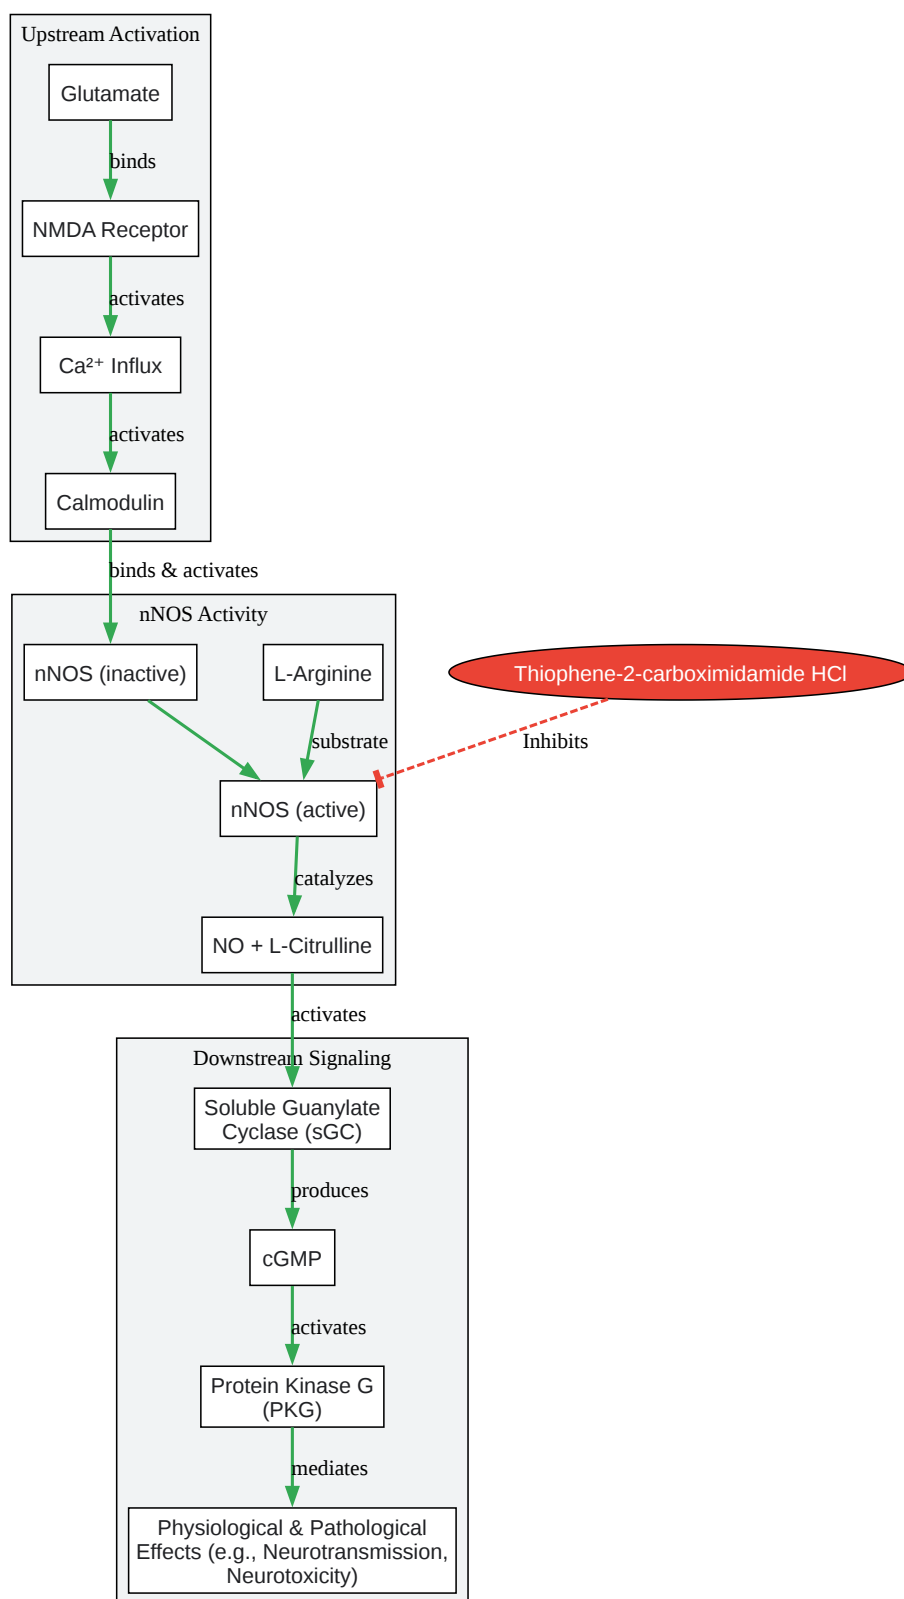 Upstream Activation
Glutamate
binds
NMDA Receptor
activates
Ca²⁺ Influx
activates
Calmodulin
binds & activates
nNOS Activity
nNOS (inactive)
L-Arginine
Thiophene-2-carboximidamide HCl
substrate
Inhibits
nNOS (active)
catalyzes
NO + L-Citrulline
activates
Downstream Signaling
Soluble Guanylate
Cyclase (sGC)
produces
cGMP
activates
Protein Kinase G
(PKG)
mediates
Physiological & Pathological
Effects (e.g., Neurotransmission,
Neurotoxicity)